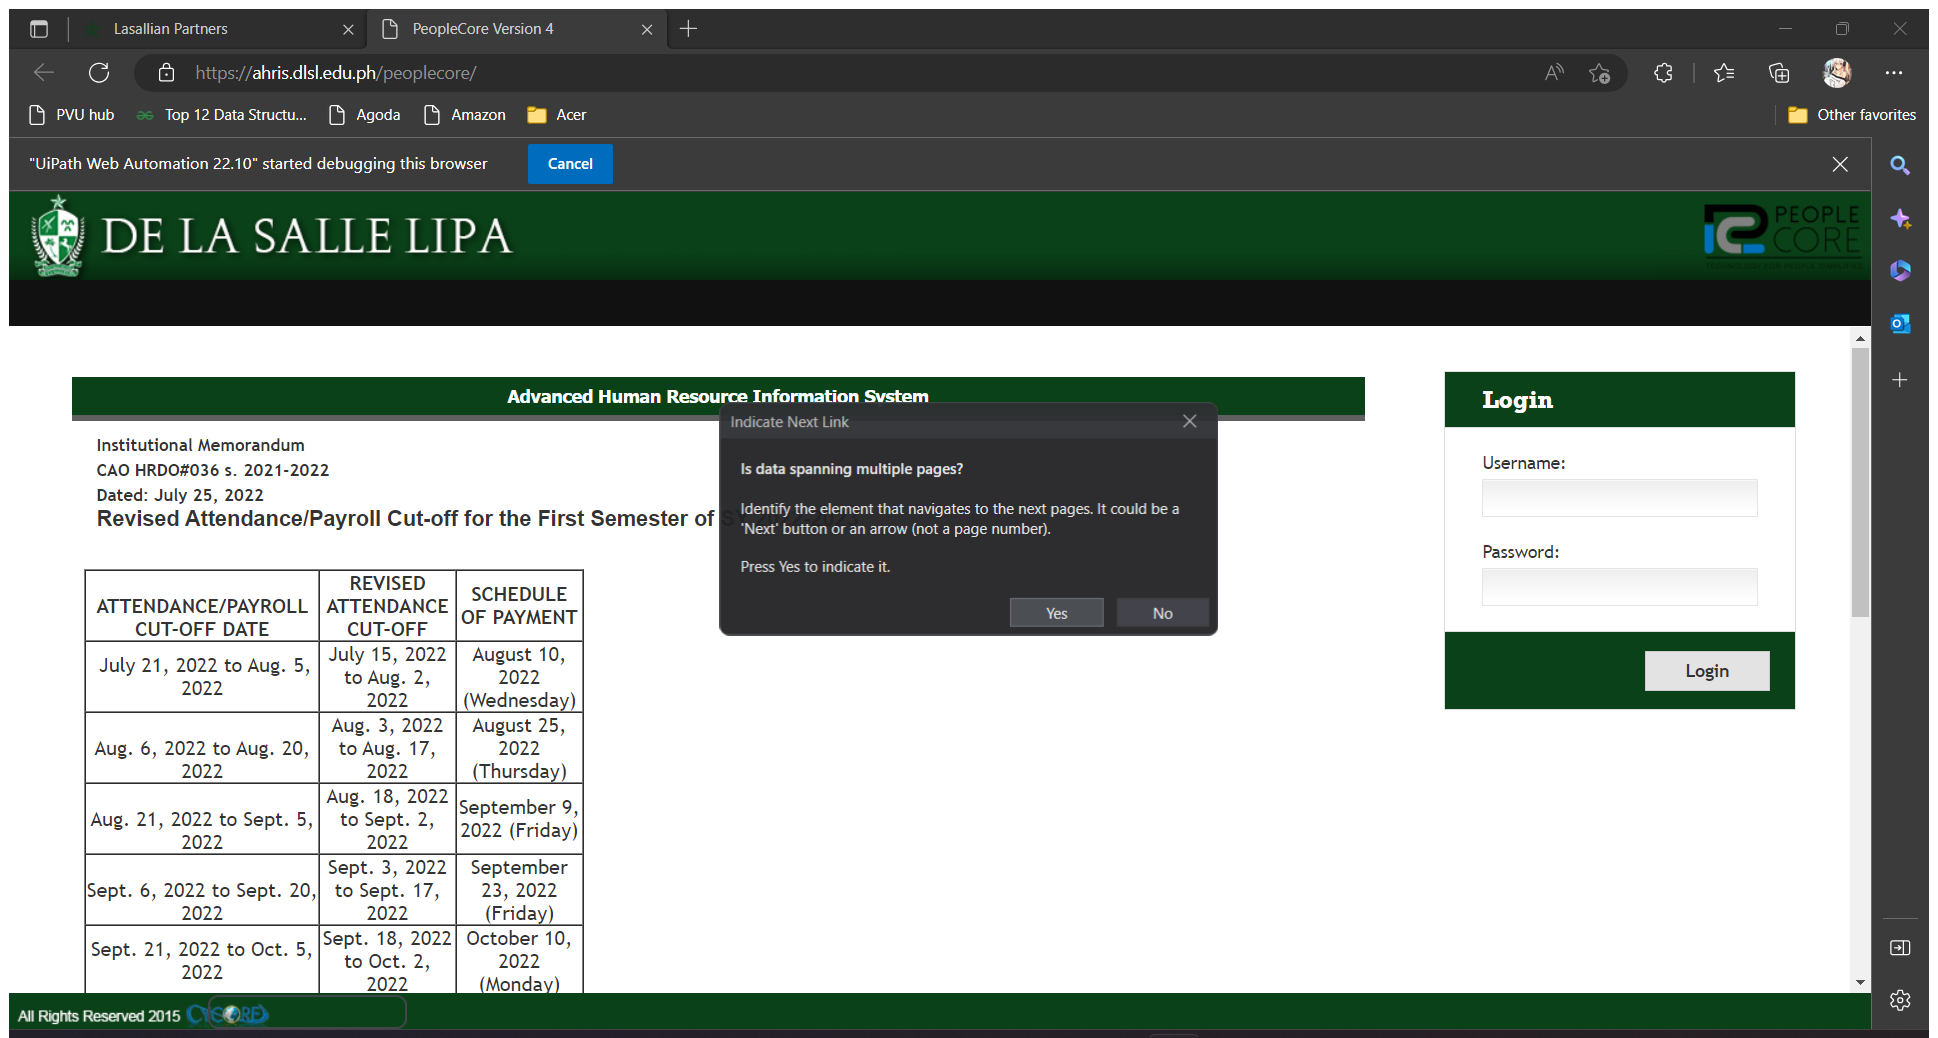 Lasallian Partners
PeopleCore Version 4
https://ahris.dlsl.edu.ph/peoplecore/
PVU hub
Top 12 Data Structu...
Agoda
Amazon
Acer
Other favorites
"UiPath Web Automation 22.10" started debugging this browser
Cancel
DE LA SALLE LIPA
PEOPLE
CORE
Advanced Human Resource Information System
Institutional Memorandum
CAO HRDO#036 s. 2021-2022
Dated: July 25, 2022
Revised Attendance/Payroll Cut-off for the First Semester of
Indicate Next Link
Is data spanning multiple pages?
Identify the element that navigates to the next pages. It could be a
'Next' button or an arrow (not a page number).
Press Yes to indicate it.
Yes
No
Login
Username:
Password:
Login
ATTENDANCE/PAYROLL
CUT-OFF DATE
REVISED
ATTENDANCE
CUT-OFF
SCHEDULE
OF PAYMENT
July 21, 2022 to Aug. 5,
2022
July 15, 2022
to Aug. 2,
2022
August 10,
2022
(Wednesday)
Aug. 6, 2022 to Aug. 20,
2022
Aug. 3, 2022
to Aug. 17,
2022
August 25,
2022
(Thursday)
Aug. 21, 2022 to Sept. 5,
2022
Aug. 18, 2022
to Sept. 2,
2022
September 9,
2022 (Friday)
Sept. 6, 2022 to Sept. 20,
2022
Sept. 3, 2022
to Sept. 17,
2022
September
23, 2022
(Friday)
Sept. 21, 2022 to Oct. 5,
2022
Sept. 18, 2022
to Oct. 2,
2022
October 10,
2022
(Monday)
All Rights Reserved 2015